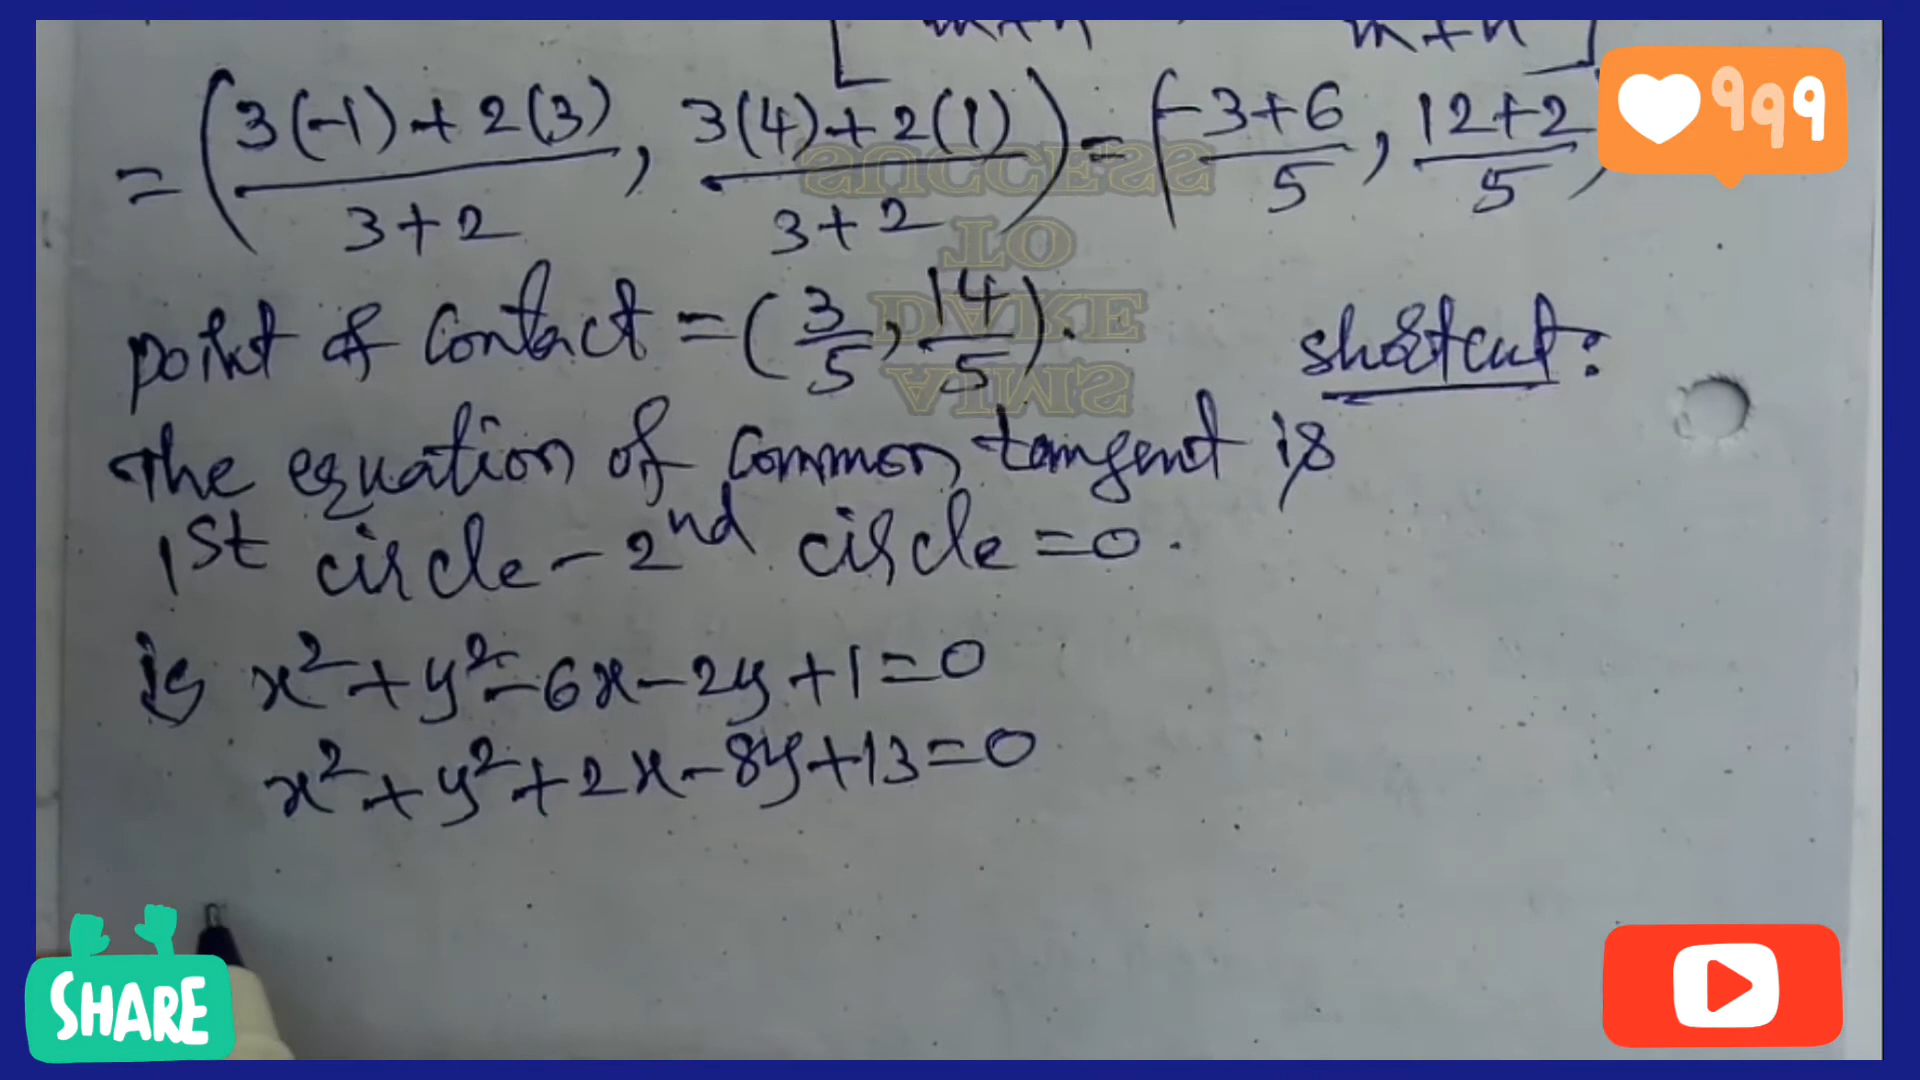 [m+n , m+n]
= (3(-1)+2(3)/3+2, 3(4)+2(1)/3+2) = (-3+6/5, 12+2/5)
999
SUCCESS
TO
point of contact = (3/5, 14/5). shortcut:
The equation of common tangent is
1st circle - 2nd circle = 0.
is x²+y²-6x-2y+1=0
x²+y²+2x-8y+13=0
SHARE